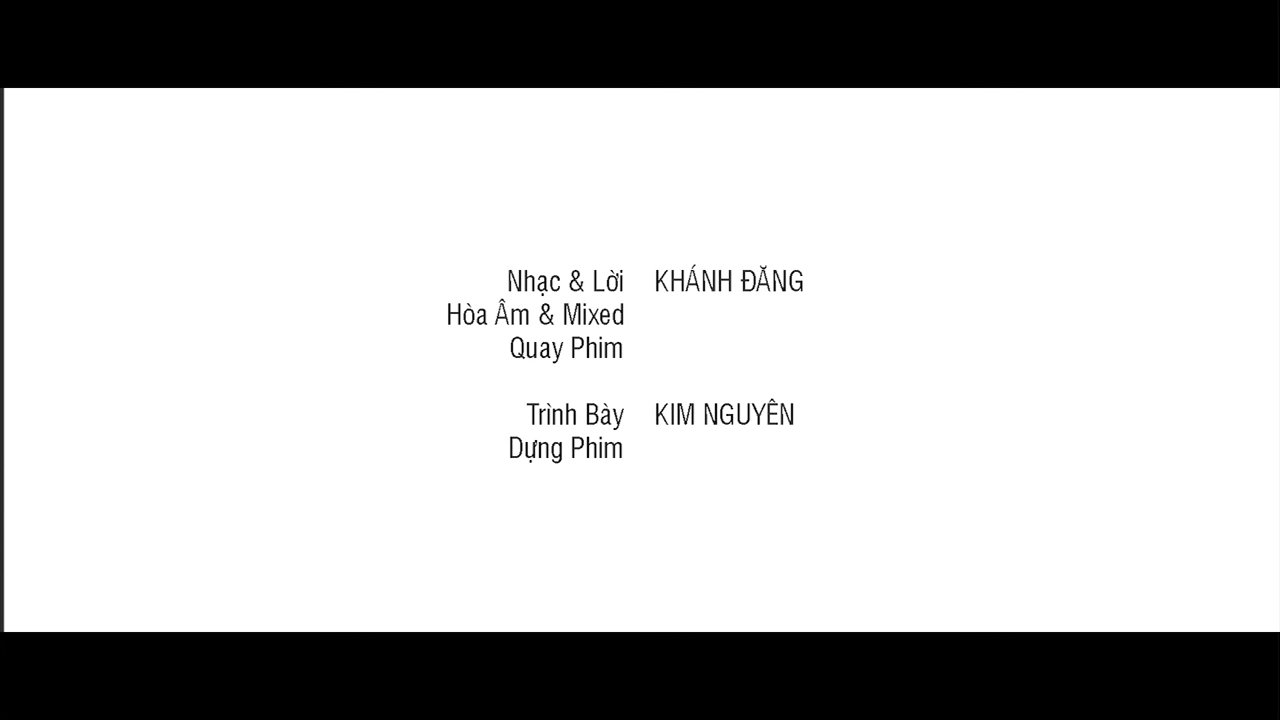 Nhạc & Lời KHÁNH ĐĂNG
Hòa Âm & Mixed
Quay Phim
Trình Bày KIM NGUYÊN
Dựng Phim